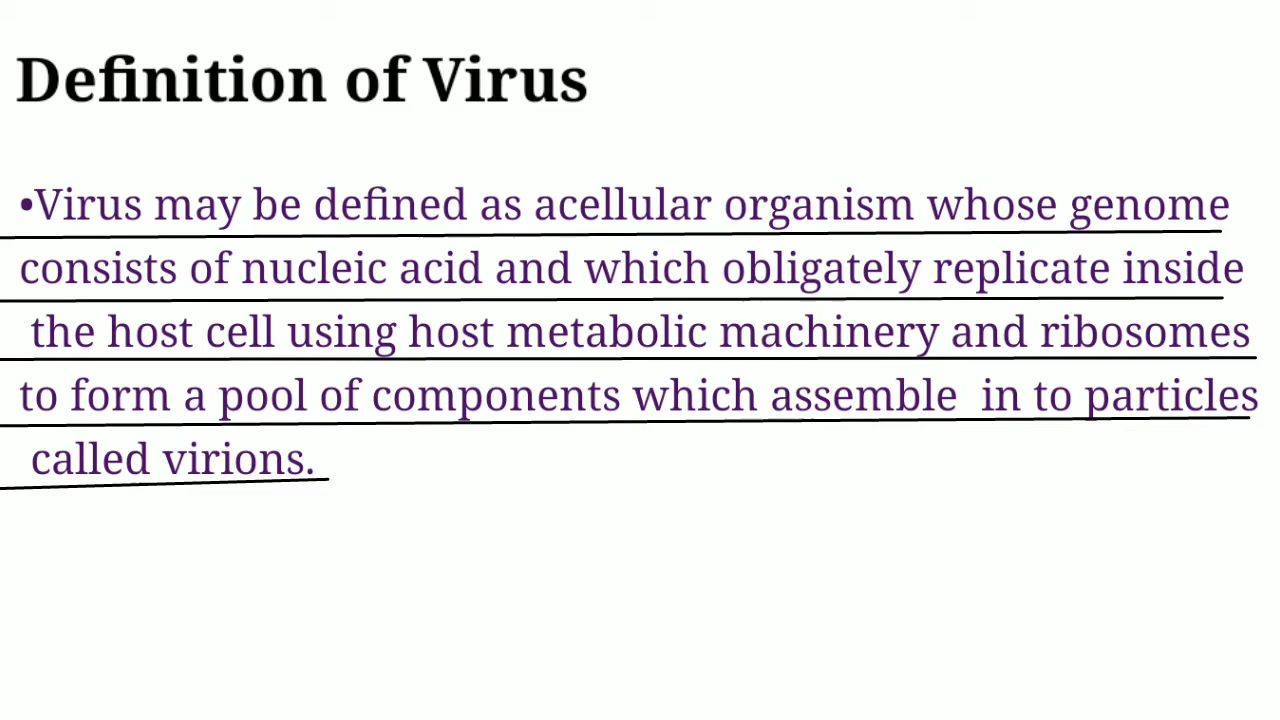 Definition of Virus
•Virus may be defined as acellular organism whose genome
consists of nucleic acid and which obligately replicate inside
the host cell using host metabolic machinery and ribosomes
to form a pool of components which assemble  in to particles
called virions.